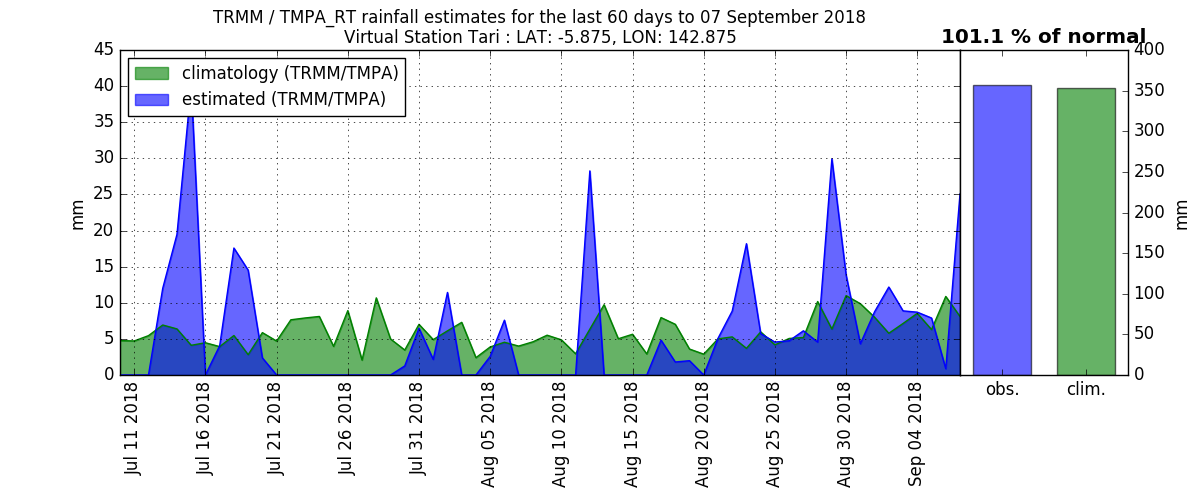 TRMM / TMPA_RT rainfall estimates for the last 60 days to 07 September 2018
Virtual Station Tari : LAT: -5.875, LON: 142.875
101.1 % of normal
climatology (TRMM/TMPA)
estimated (TRMM/TMPA)
45
40
35
30
25
20
15
10
5
0
mm
400
350
300
250
200
150
100
50
0
mm
Jul 11 2018
Jul 16 2018
Jul 21 2018
Jul 26 2018
Jul 31 2018
Aug 05 2018
Aug 10 2018
Aug 15 2018
Aug 20 2018
Aug 25 2018
Aug 30 2018
Sep 04 2018
obs.
clim.